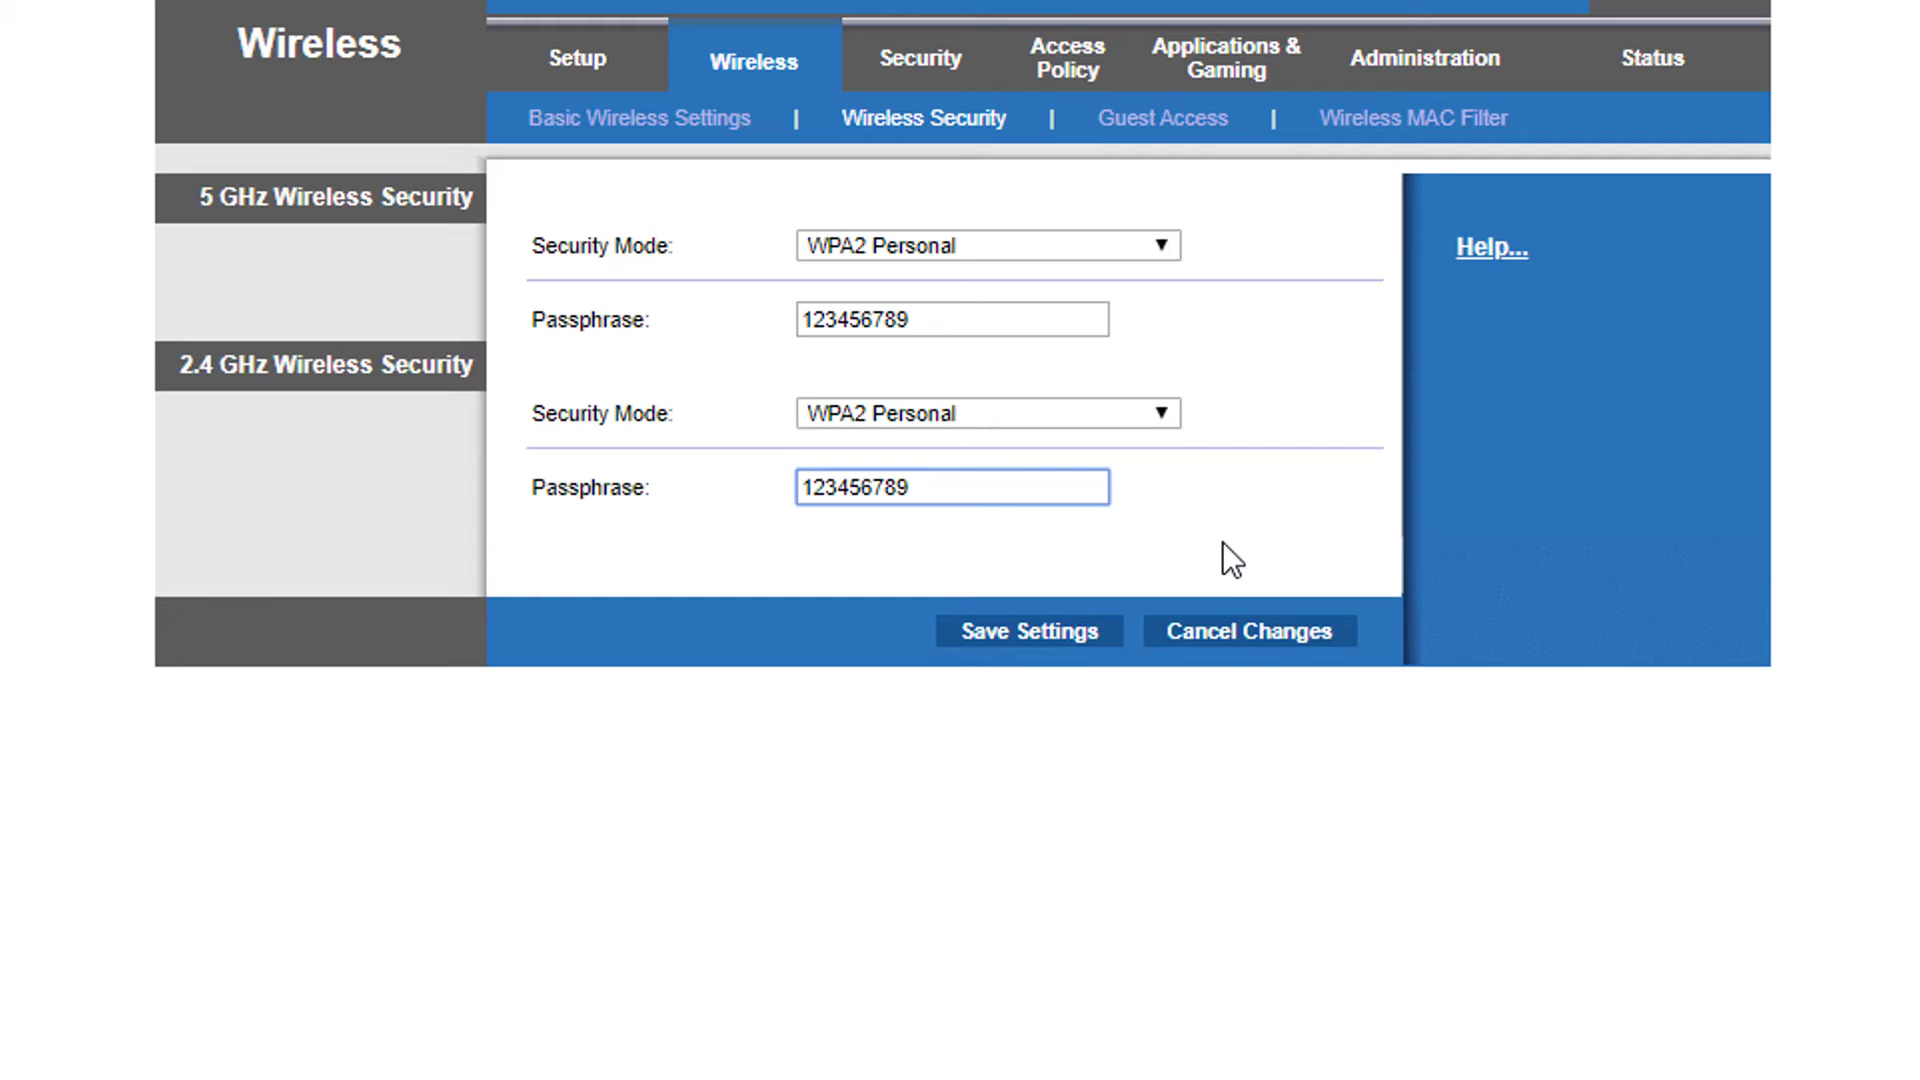 Wireless
Setup
Wireless
Security
Access
Policy
Applications &
Gaming
Administration
Status
Basic Wireless Settings | Wireless Security | Guest Access | Wireless MAC Filter
5 GHz Wireless Security
Security Mode: WPA2 Personal ▼
Help...
Passphrase: 123456789
2.4 GHz Wireless Security
Security Mode: WPA2 Personal ▼
Passphrase: 123456789
Save Settings Cancel Changes